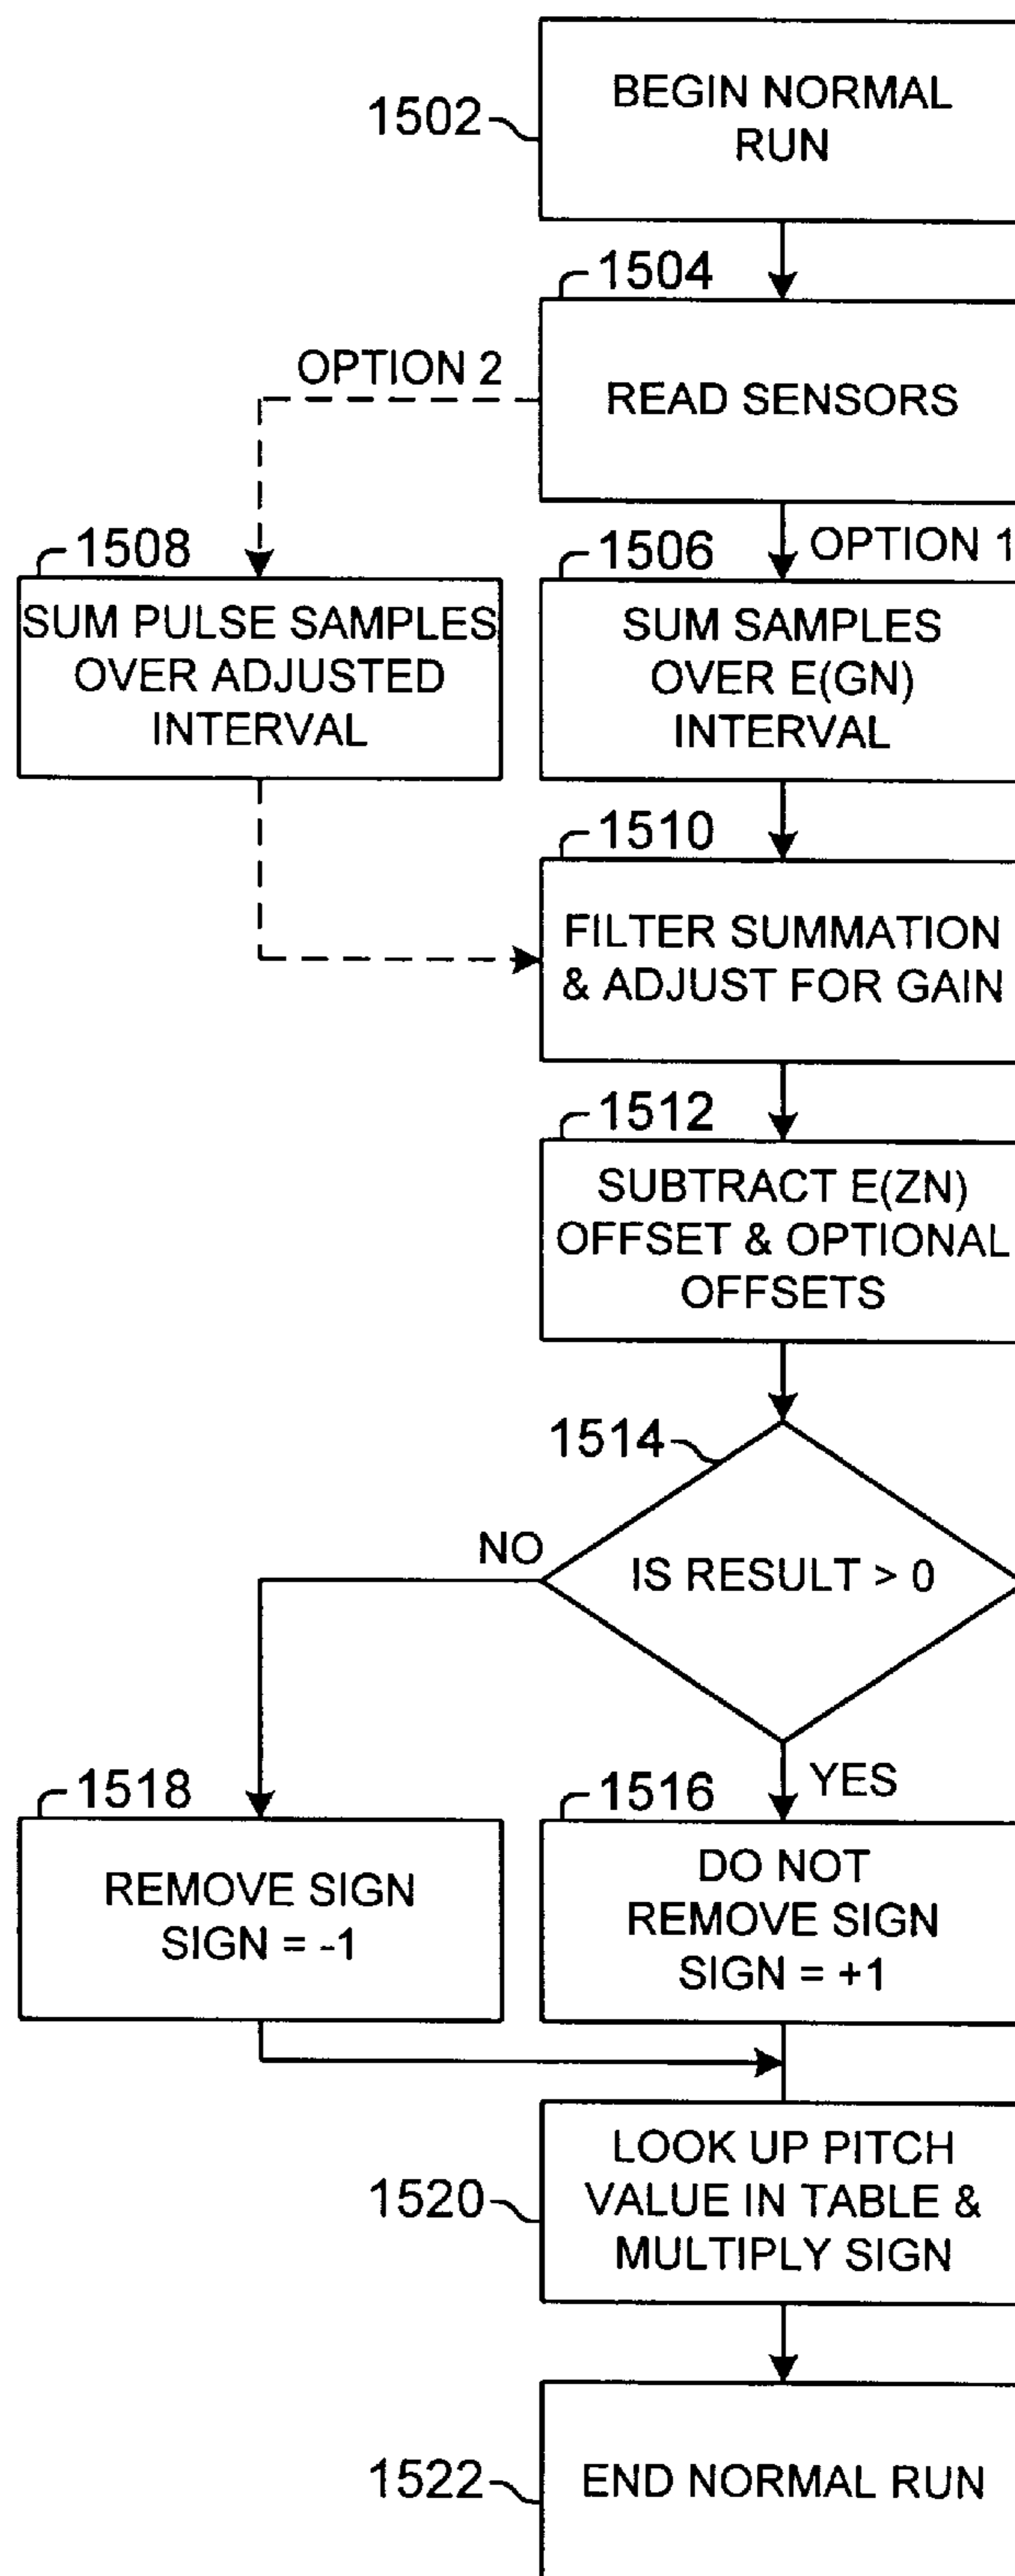 1502
BEGIN NORMAL
RUN
1504
READ SENSORS
OPTION 2
OPTION 1
1508
SUM PULSE SAMPLES
OVER ADJUSTED
INTERVAL
1506
SUM SAMPLES
OVER E(GN)
INTERVAL
1510
FILTER SUMMATION
& ADJUST FOR GAIN
1512
SUBTRACT E(ZN)
OFFSET & OPTIONAL
OFFSETS
1514
IS RESULT > 0
NO
YES
1518
REMOVE SIGN
SIGN = -1
1516
DO NOT
REMOVE SIGN
SIGN = +1
1520
LOOK UP PITCH
VALUE IN TABLE &
MULTIPLY SIGN
1522
END NORMAL RUN